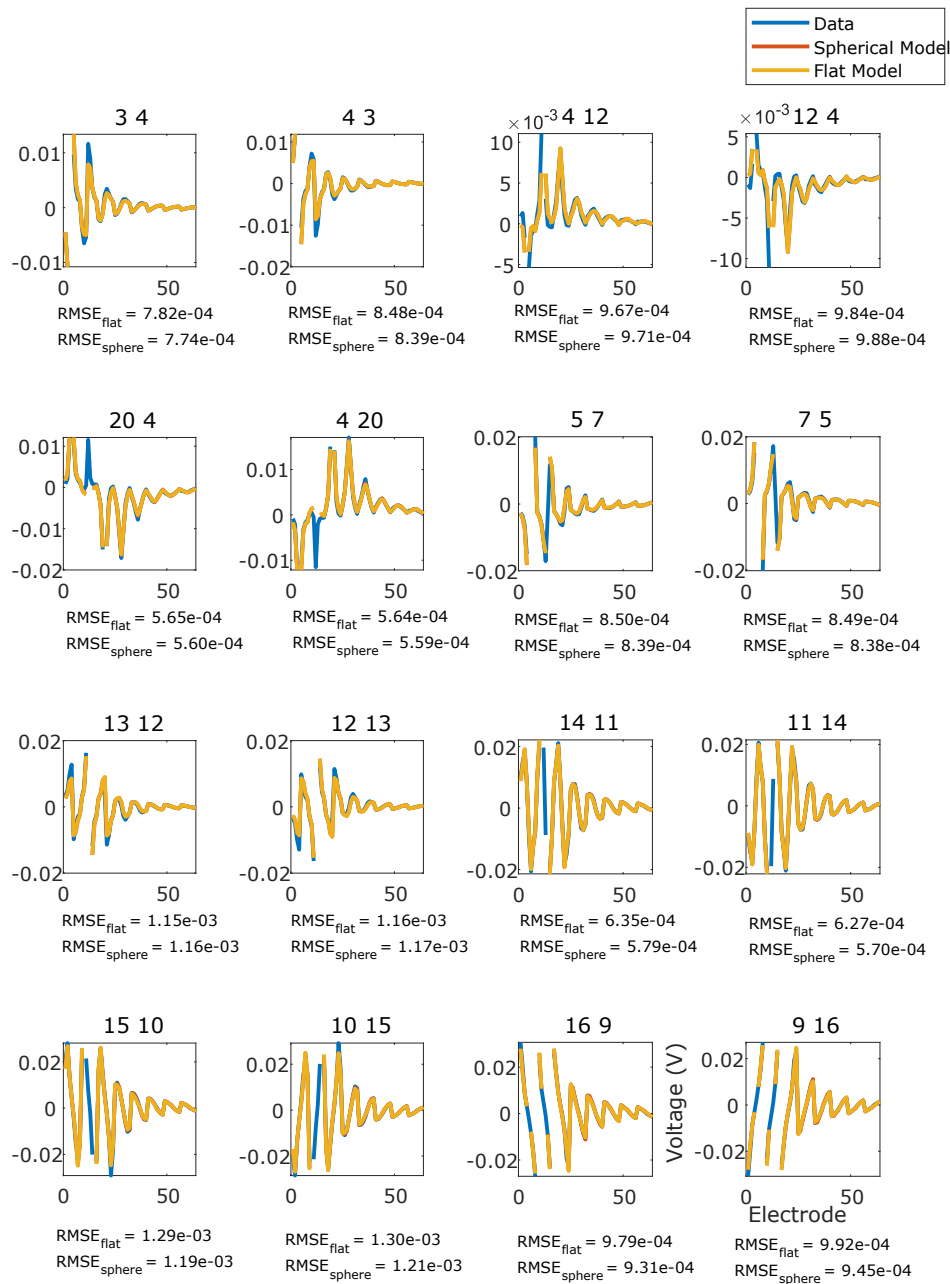 Data
Spherical Model
Flat Model
3 4
4 3
× 10^-3 4 12
× 10^-3 12 4
0.01
0
-0.01
0 50
0.01
0
-0.01
-0.02
0 50
10
5
0
-5
0 50
5
0
-5
-10
0 50
RMSE_flat = 7.82e-04
RMSE_sphere = 7.74e-04
RMSE_flat = 8.48e-04
RMSE_sphere = 8.39e-04
RMSE_flat = 9.67e-04
RMSE_sphere = 9.71e-04
RMSE_flat = 9.84e-04
RMSE_sphere = 9.88e-04
20 4
4 20
5 7
7 5
0.01
0
-0.01
-0.02
0 50
0.01
0
-0.01
0 50
0.02
0
-0.02
0 50
0.02
0
-0.02
0 50
RMSE_flat = 5.65e-04
RMSE_sphere = 5.60e-04
RMSE_flat = 5.64e-04
RMSE_sphere = 5.59e-04
RMSE_flat = 8.50e-04
RMSE_sphere = 8.39e-04
RMSE_flat = 8.49e-04
RMSE_sphere = 8.38e-04
13 12
12 13
14 11
11 14
0.02
0
-0.02
0 50
0.02
0
-0.02
0 50
0.02
0
-0.02
0 50
0.02
0
-0.02
0 50
RMSE_flat = 1.15e-03
RMSE_sphere = 1.16e-03
RMSE_flat = 1.16e-03
RMSE_sphere = 1.17e-03
RMSE_flat = 6.35e-04
RMSE_sphere = 5.79e-04
RMSE_flat = 6.27e-04
RMSE_sphere = 5.70e-04
15 10
10 15
16 9
9 16
0.02
0
-0.02
0 50
0.02
0
-0.02
0 50
0.02
0
-0.02
0 50
Voltage (V)
0.02
0
-0.02
0 50
Electrode
RMSE_flat = 1.29e-03
RMSE_sphere = 1.19e-03
RMSE_flat = 1.30e-03
RMSE_sphere = 1.21e-03
RMSE_flat = 9.79e-04
RMSE_sphere = 9.31e-04
RMSE_flat = 9.92e-04
RMSE_sphere = 9.45e-04